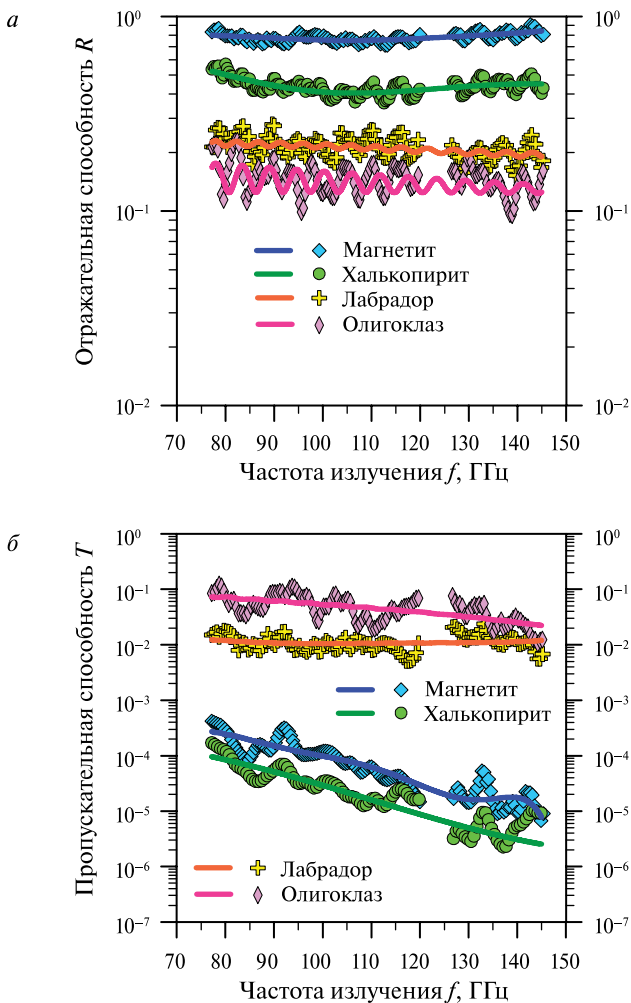 а
Отражательная способность R
10⁰
10⁻¹
10⁻²
10⁰
10⁻¹
10⁻²
Магнетит
Халькопирит
Лабрадор
Олигоклаз
70 80 90 100 110 120 130 140 150
Частота излучения f, ГГц
б
Пропускательная способность T
10⁰
10⁻¹
10⁻²
10⁻³
10⁻⁴
10⁻⁵
10⁻⁶
10⁻⁷
10⁰
10⁻¹
10⁻²
10⁻³
10⁻⁴
10⁻⁵
10⁻⁶
10⁻⁷
Магнетит
Халькопирит
Лабрадор
Олигоклаз
70 80 90 100 110 120 130 140 150
Частота излучения f, ГГц